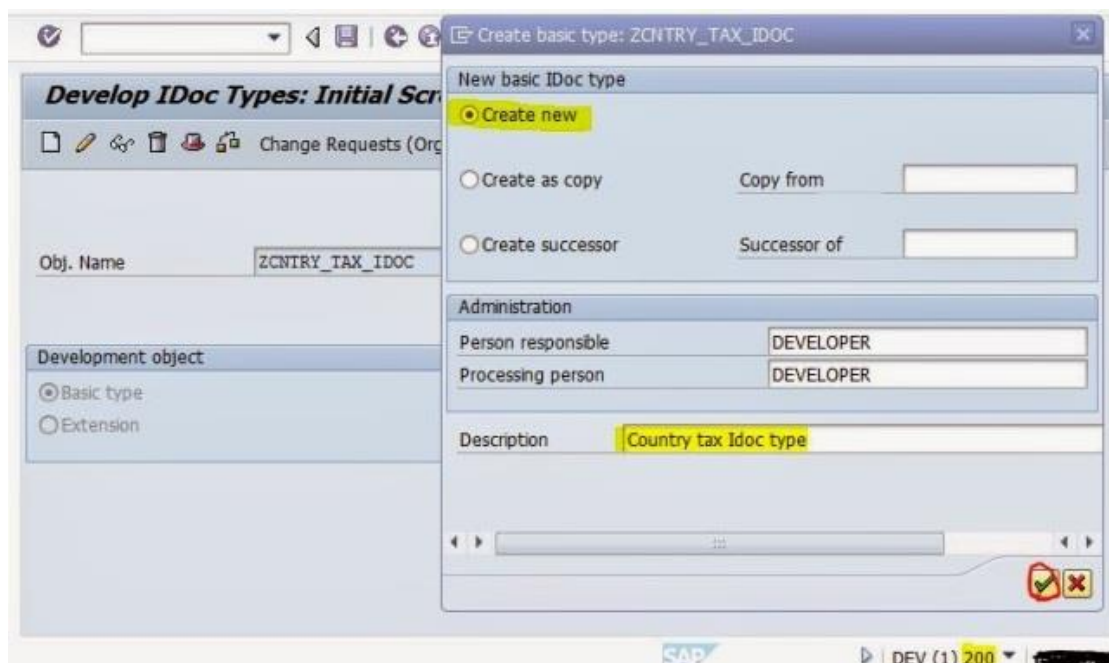 Create basic type: ZCNTRY_TAX_IDOC
Develop IDoc Types: Initial Scr
Change Requests (Org
New basic IDoc type
Create new
Create as copy
Copy from
Create successor
Successor of
Obj. Name
ZCNTRY_TAX_IDOC
Administration
Person responsible
DEVELOPER
Processing person
DEVELOPER
Development object
Basic type
Extension
Description
Country tax Idoc type
SAP
DEV (1) 200